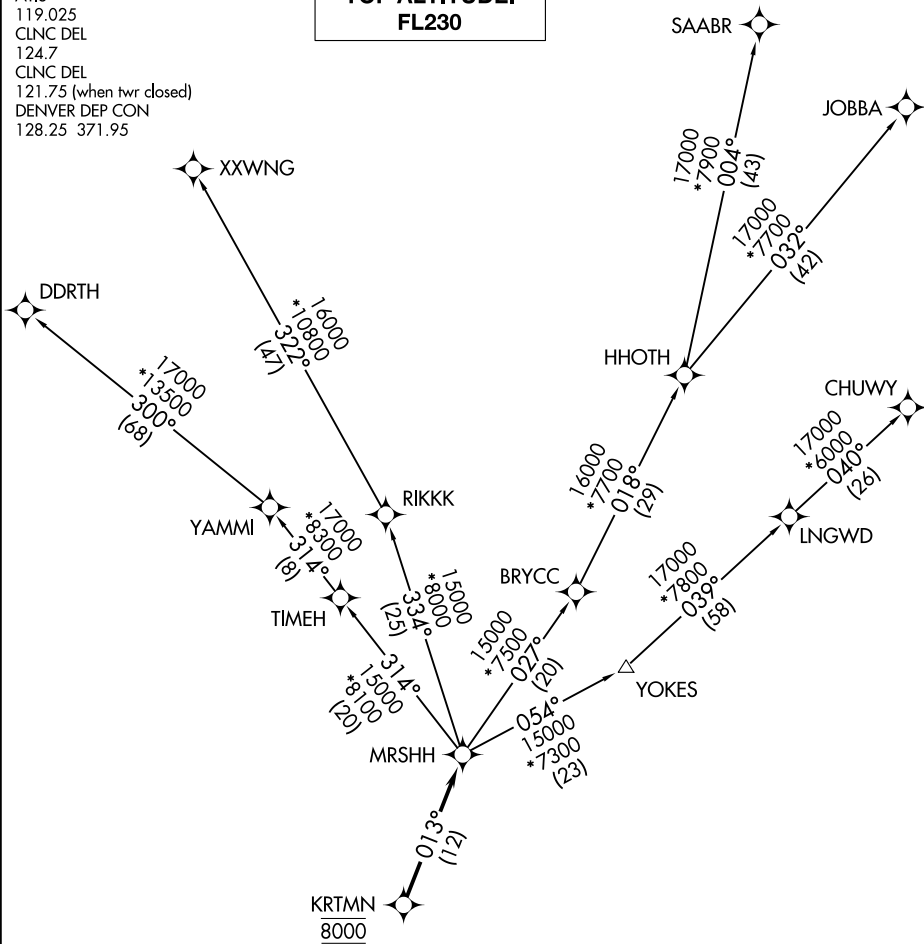 119.025
CLNC DEL
124.7
CLNC DEL
121.75 (when twr closed)
DENVER DEP CON
128.25 371.95
FL230
SAABR
JOBBA
17000
*7900
004°
(43)
XXWNG
17000
*7700
032°
(42)
DDRTH
16000
*10800
322°
(47)
HHOTH
17000
*13500
300°
(68)
CHUWY
17000
*6000
040°
(26)
16000
*7700
018°
(29)
RIKKK
YAMMI
LNGWD
17000
*8300
314°
(8)
BRYCC
17000
*7800
039°
(58)
TIMEH
15000
*8000
334°
(25)
15000
*7500
027°
(20)
YOKES
314°
15000
*8100
(20)
054°
15000
*7300
(23)
MRSHH
013°
(12)
KRTMN
8000